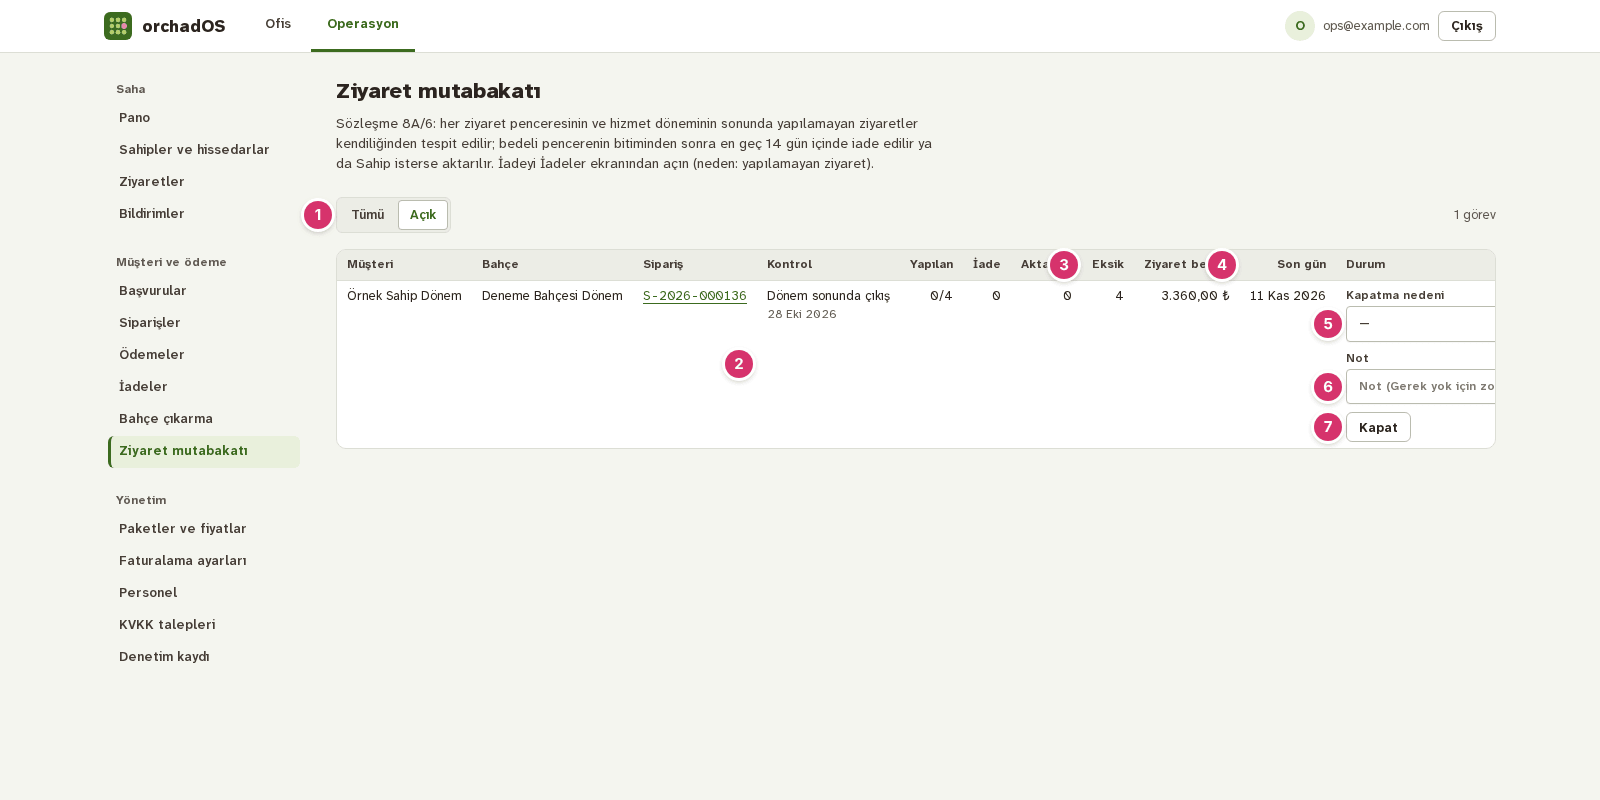 orchadOS
Ofis
Operasyon
O
ops@example.com
Çıkış
Saha
Pano
Sahipler ve hissedarlar
Ziyaretler
Bildirimler
Müşteri ve ödeme
Başvurular
Siparişler
Ödemeler
İadeler
Bahçe çıkarma
Ziyaret mutabakatı
Yönetim
Paketler ve fiyatlar
Faturalama ayarları
Personel
KVKK talepleri
Denetim kaydı
Ziyaret mutabakatı
Sözleşme 8A/6: her ziyaret penceresinin ve hizmet döneminin sonunda yapılamayan ziyaretler
kendiliğinden tespit edilir; bedeli pencerenin bitiminden sonra en geç 14 gün içinde iade edilir ya
da Sahip isterse aktarılır. İadeyi İadeler ekranından açın (neden: yapılamayan ziyaret).
1
Tümü
Açık
1 görev
Müşteri Bahçe Sipariş Kontrol Yapılan İade Akta 3 Eksik Ziyaret be 4 Son gün Durum
Örnek Sahip Dönem Deneme Bahçesi Dönem S-2026-000136 Dönem sonunda çıkış 0/4 0 0 4 3.360,00 ₺ 11 Kas 2026 Kapatma nedeni
28 Eki 2026
5 —
2
Not
6 Not (Gerek yok için zo
7 Kapat